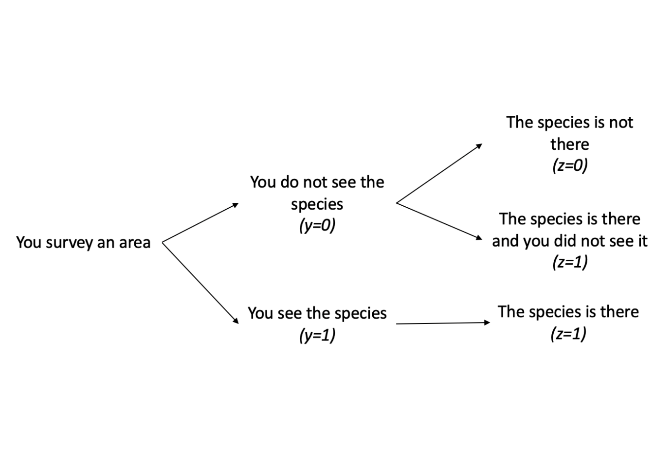 You survey an area
You do not see the
species
(y=0)
You see the species
(y=1)
The species is not
there
(z=0)
The species is there
and you did not see it
(z=1)
The species is there
(z=1)